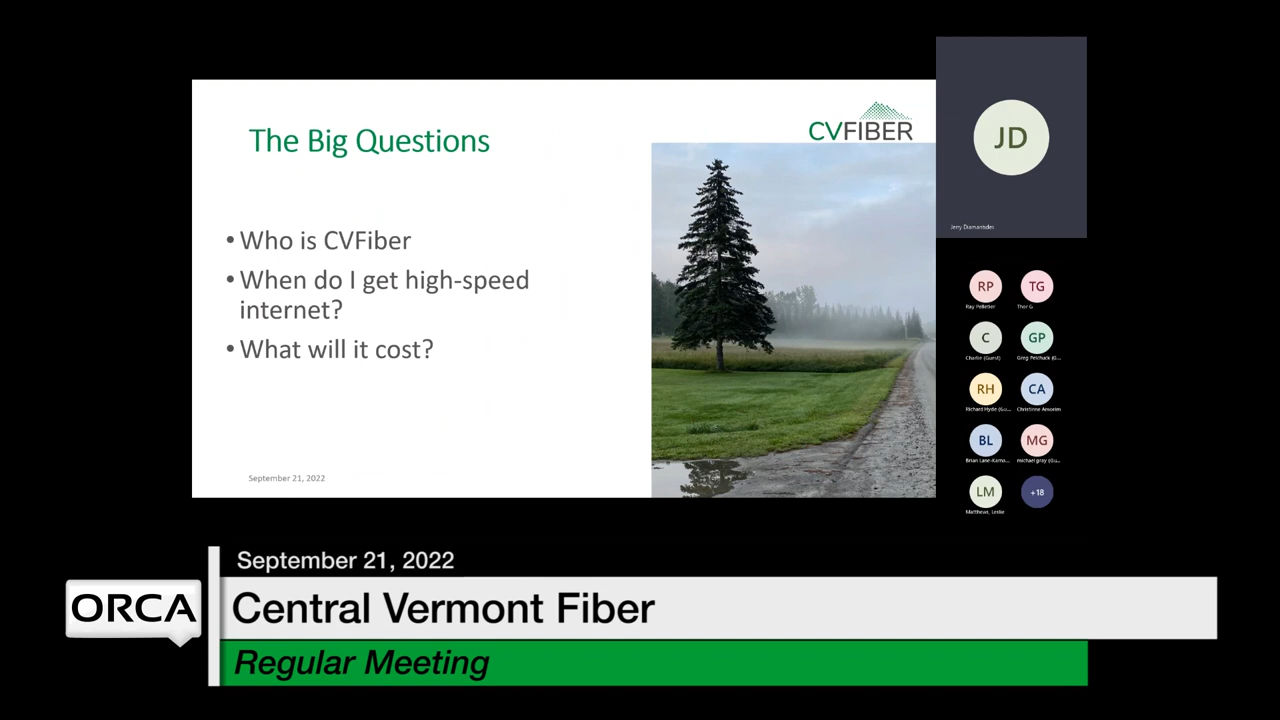 The Big Questions
CVFIBER
• Who is CVFiber
• When do I get high-speed
internet?
• What will it cost?
September 21, 2022
JD
Jerry Diamantides
RP
TG
Ray Pelletier
Thor G
C
GP
Charlie (Guest)
Greg Pelchuck (G...
RH
CA
Richard Hyde (Gu...
Christinne Amorim
BL
MG
Brian Lane-Karna...
michael gray (Gu...
LM
+18
Matthews, Leslie
September 21, 2022
ORCA
Central Vermont Fiber
Regular Meeting